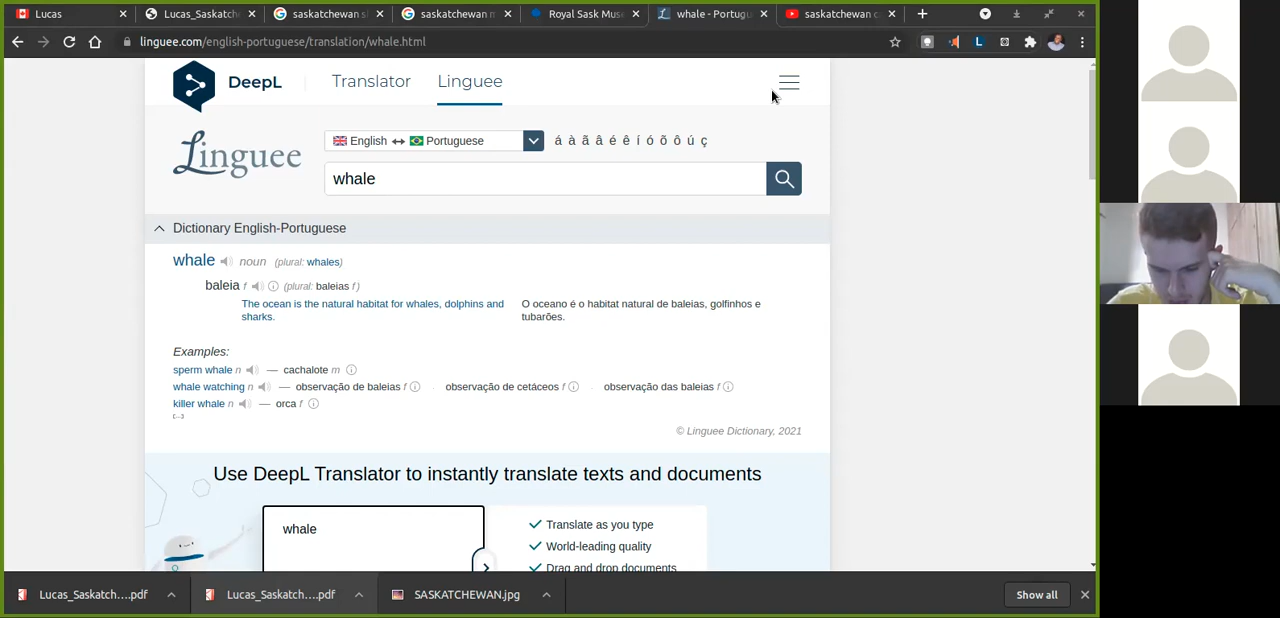 Lucas
Lucas_Saskatche
saskatchewan s
saskatchewan m
Royal Sask Muse
whale - Portugu
saskatchewan c
linguee.com/english-portuguese/translation/whale.html
DeepL
Translator
Linguee
Linguee
English ↔ Portuguese
á à ã â é ê í ó õ ô ú ç
whale
Dictionary English-Portuguese
whale noun (plural: whales)
baleia f (plural: baleias f)
The ocean is the natural habitat for whales, dolphins and
sharks.
O oceano é o habitat natural de baleias, golfinhos e
tubarões.
Examples:
sperm whale n — cachalote m
whale watching n — observação de baleias f · observação de cetáceos f · observação das baleias f
killer whale n — orca f
[...]
© Linguee Dictionary, 2021
Use DeepL Translator to instantly translate texts and documents
whale
Translate as you type
World-leading quality
Drag and drop documents
Lucas_Saskatch....pdf
Lucas_Saskatch....pdf
SASKATCHEWAN.jpg
Show all